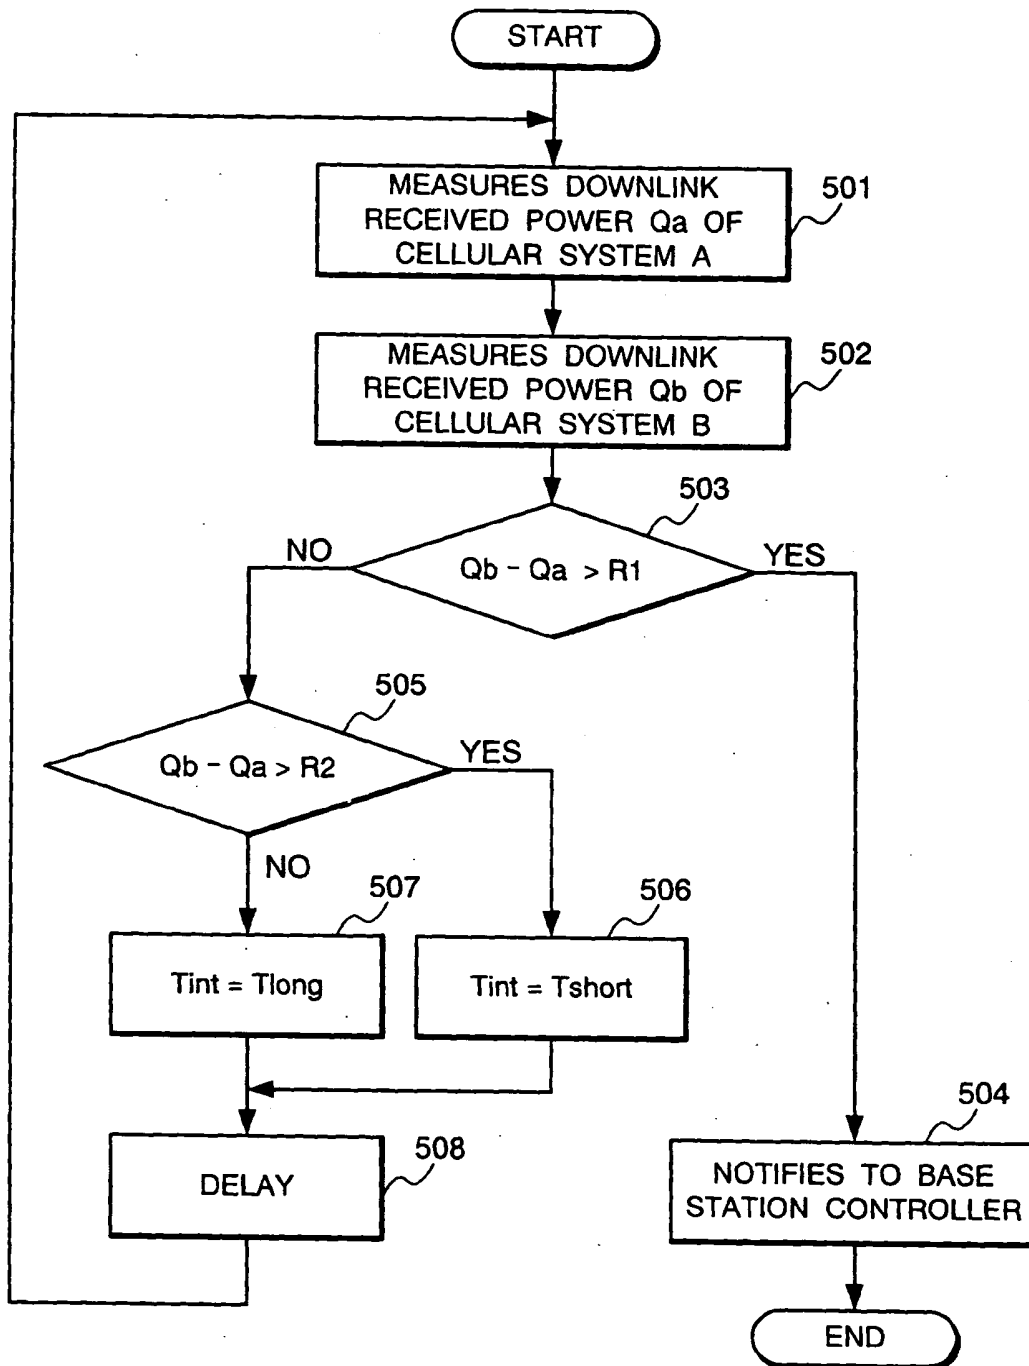 START
MEASURES DOWNLINK
RECEIVED POWER Qa OF
CELLULAR SYSTEM A
501
MEASURES DOWNLINK
RECEIVED POWER Qb OF
CELLULAR SYSTEM B
502
503
NO
Qb - Qa > R1
YES
505
Qb - Qa > R2
YES
NO
507
Tint = Tlong
506
Tint = Tshort
508
DELAY
504
NOTIFIES TO BASE
STATION CONTROLLER
END